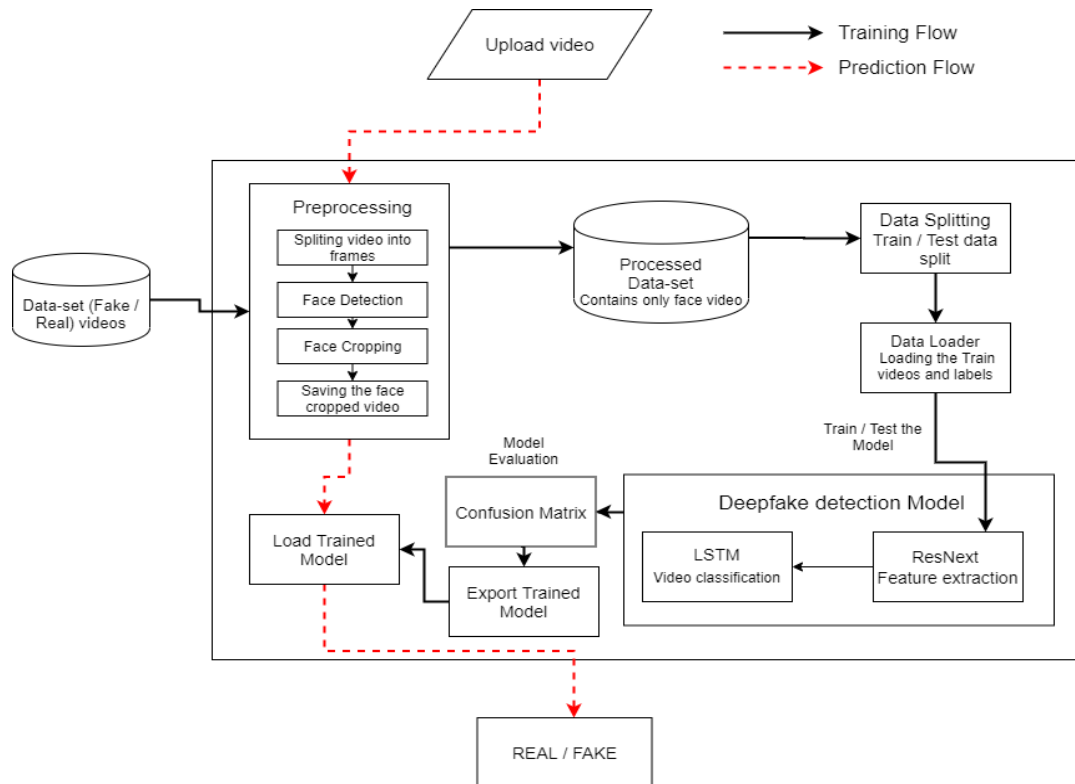 Upload video
Training Flow
Prediction Flow
Preprocessing
Spliting video into
frames
Face Detection
Face Cropping
Saving the face
cropped video
Data-set (Fake /
Real) videos
Processed
Data-set
Contains only face video
Data Splitting
Train / Test data
split
Data Loader
Loading the Train
videos and labels
Train / Test the
Model
Model
Evaluation
Confusion Matrix
Export Trained
Model
Load Trained
Model
Deepfake detection Model
LSTM
Video classification
ResNext
Feature extraction
REAL / FAKE